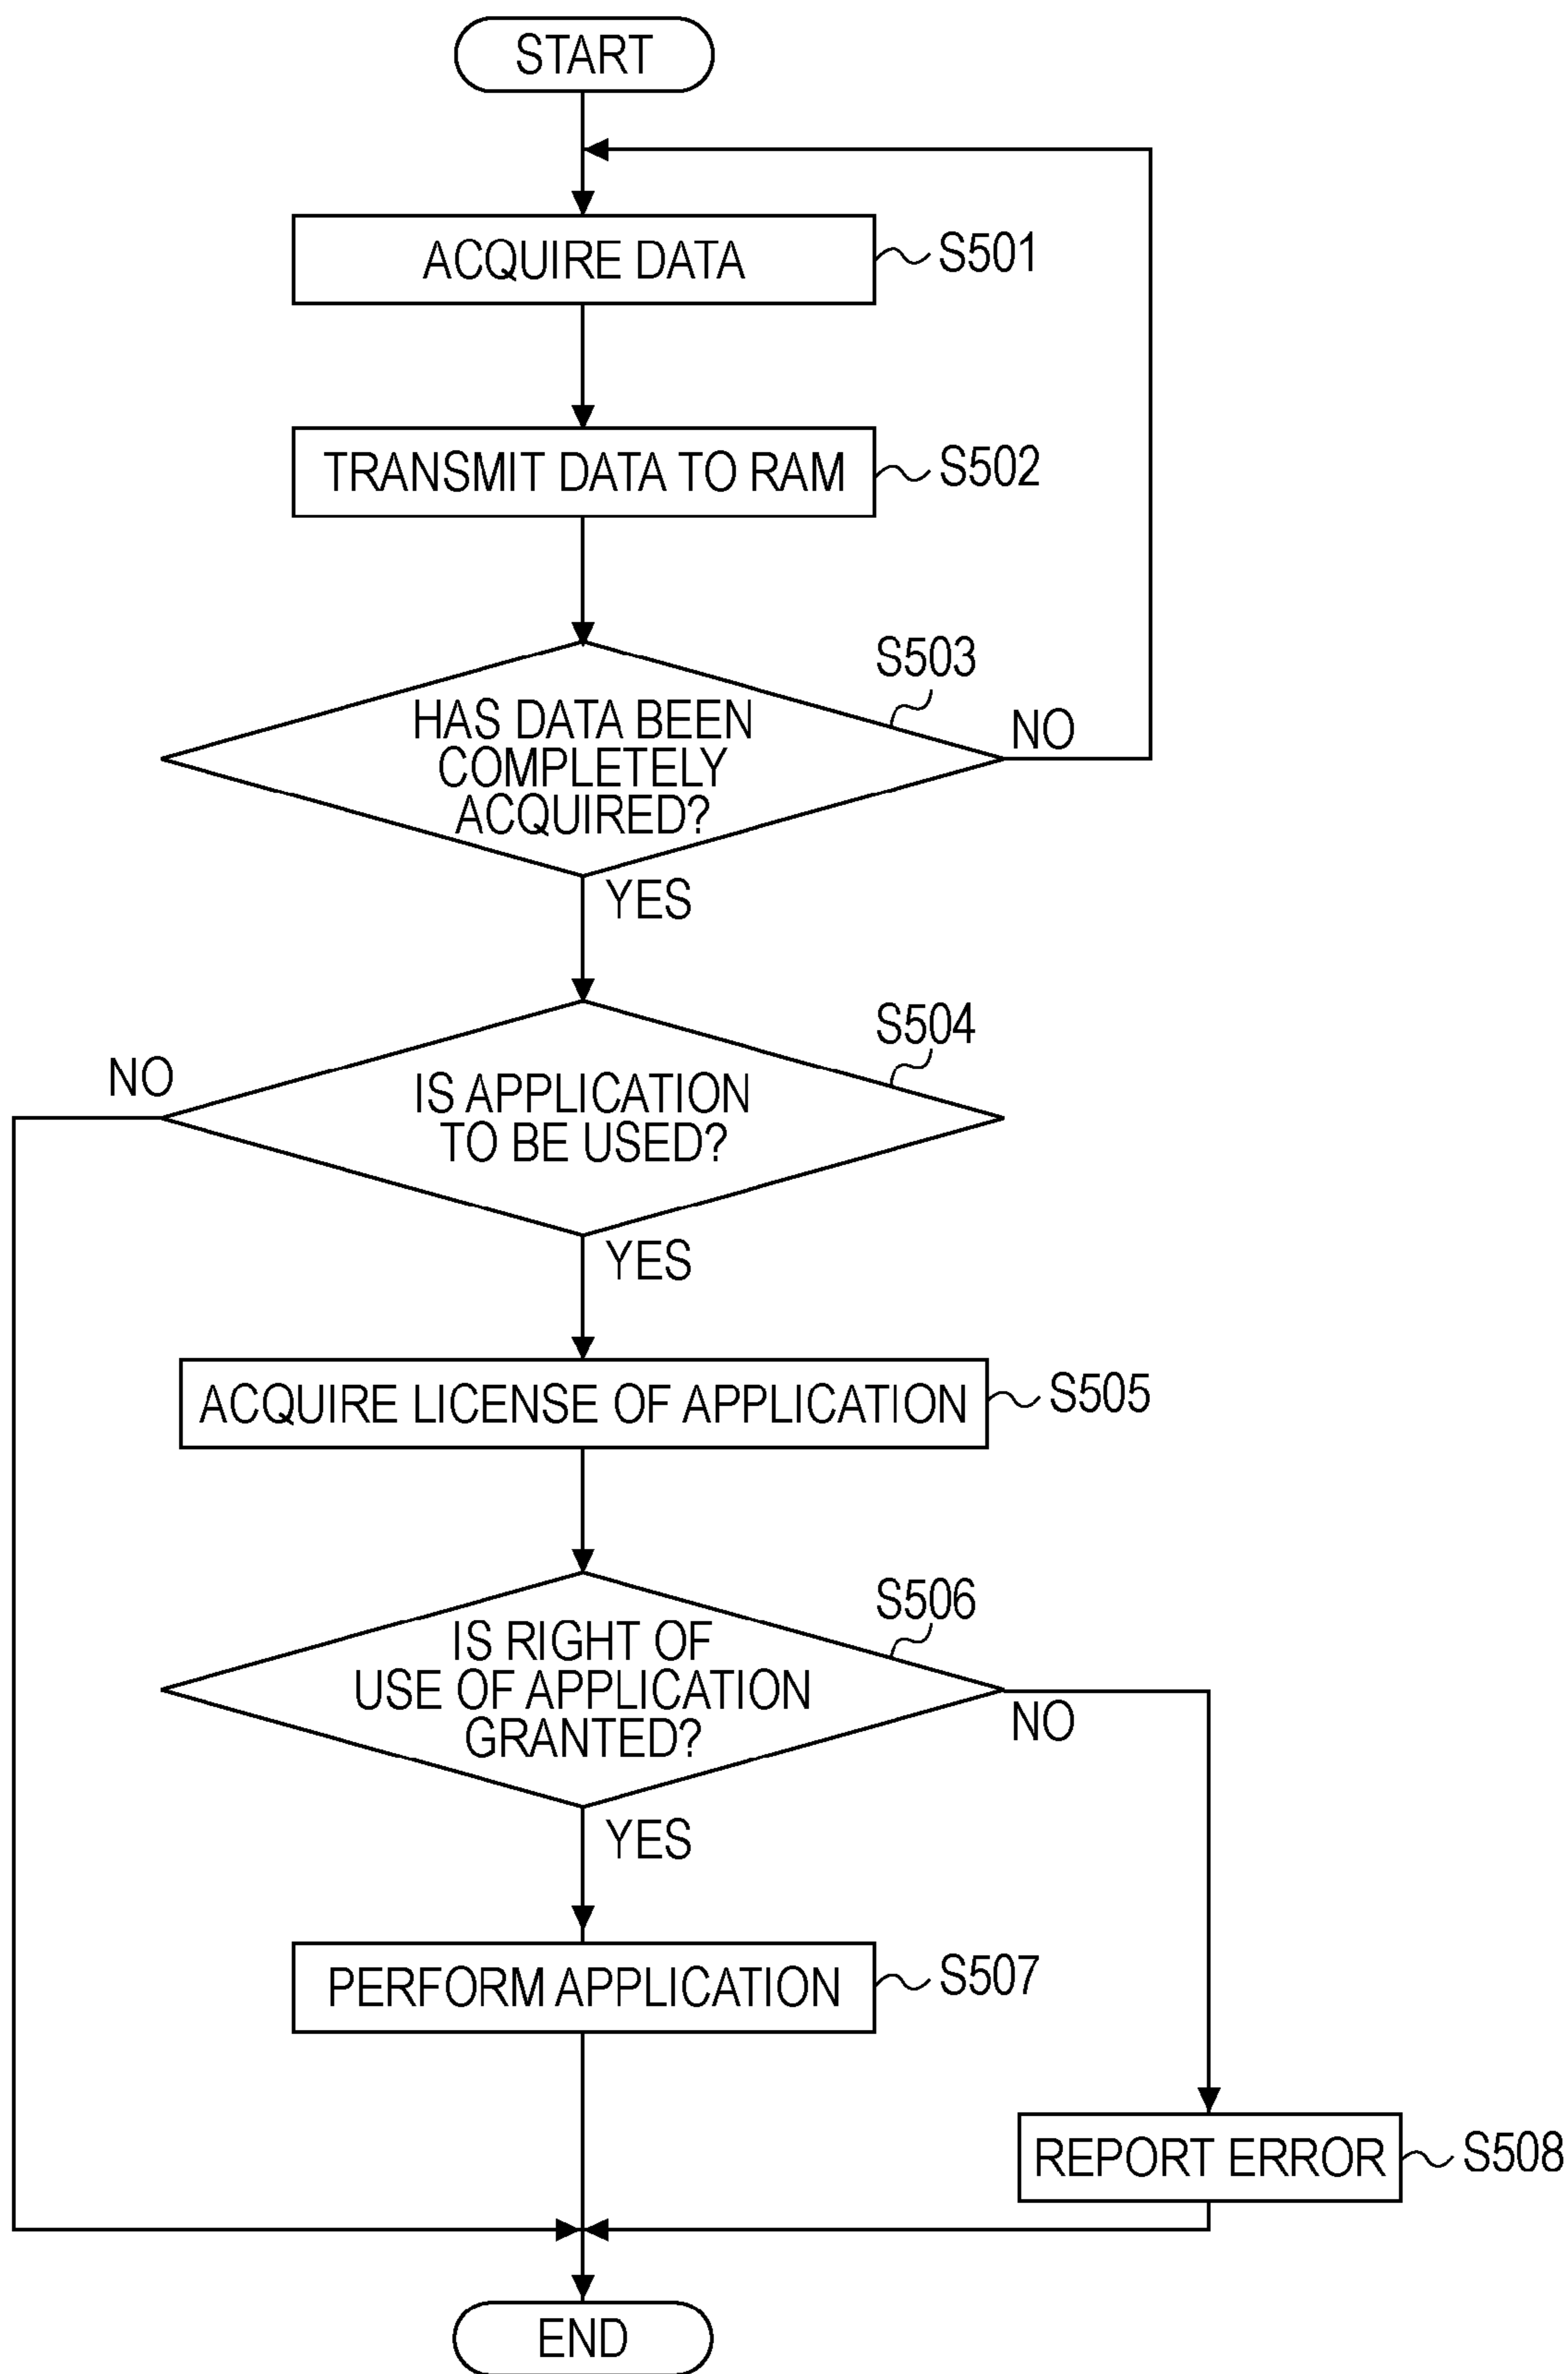 START
ACQUIRE DATA
S501
TRANSMIT DATA TO RAM
S502
S503
HAS DATA BEEN
COMPLETELY
ACQUIRED?
NO
YES
S504
NO
IS APPLICATION
TO BE USED?
YES
ACQUIRE LICENSE OF APPLICATION
S505
S506
IS RIGHT OF
USE OF APPLICATION
GRANTED?
NO
YES
PERFORM APPLICATION
S507
REPORT ERROR
S508
END